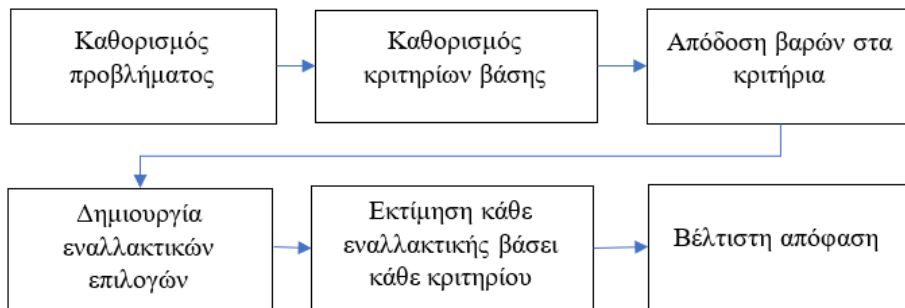 Καθορισμός
προβλήματος
Καθορισμός
κριτηρίων βάσης
Απόδοση βαρών στα
κριτήρια
Δημιουργία
εναλλακτικών
επιλογών
Εκτίμηση κάθε
εναλλακτικής βάσει
κάθε κριτηρίου
Βέλτιστη απόφαση